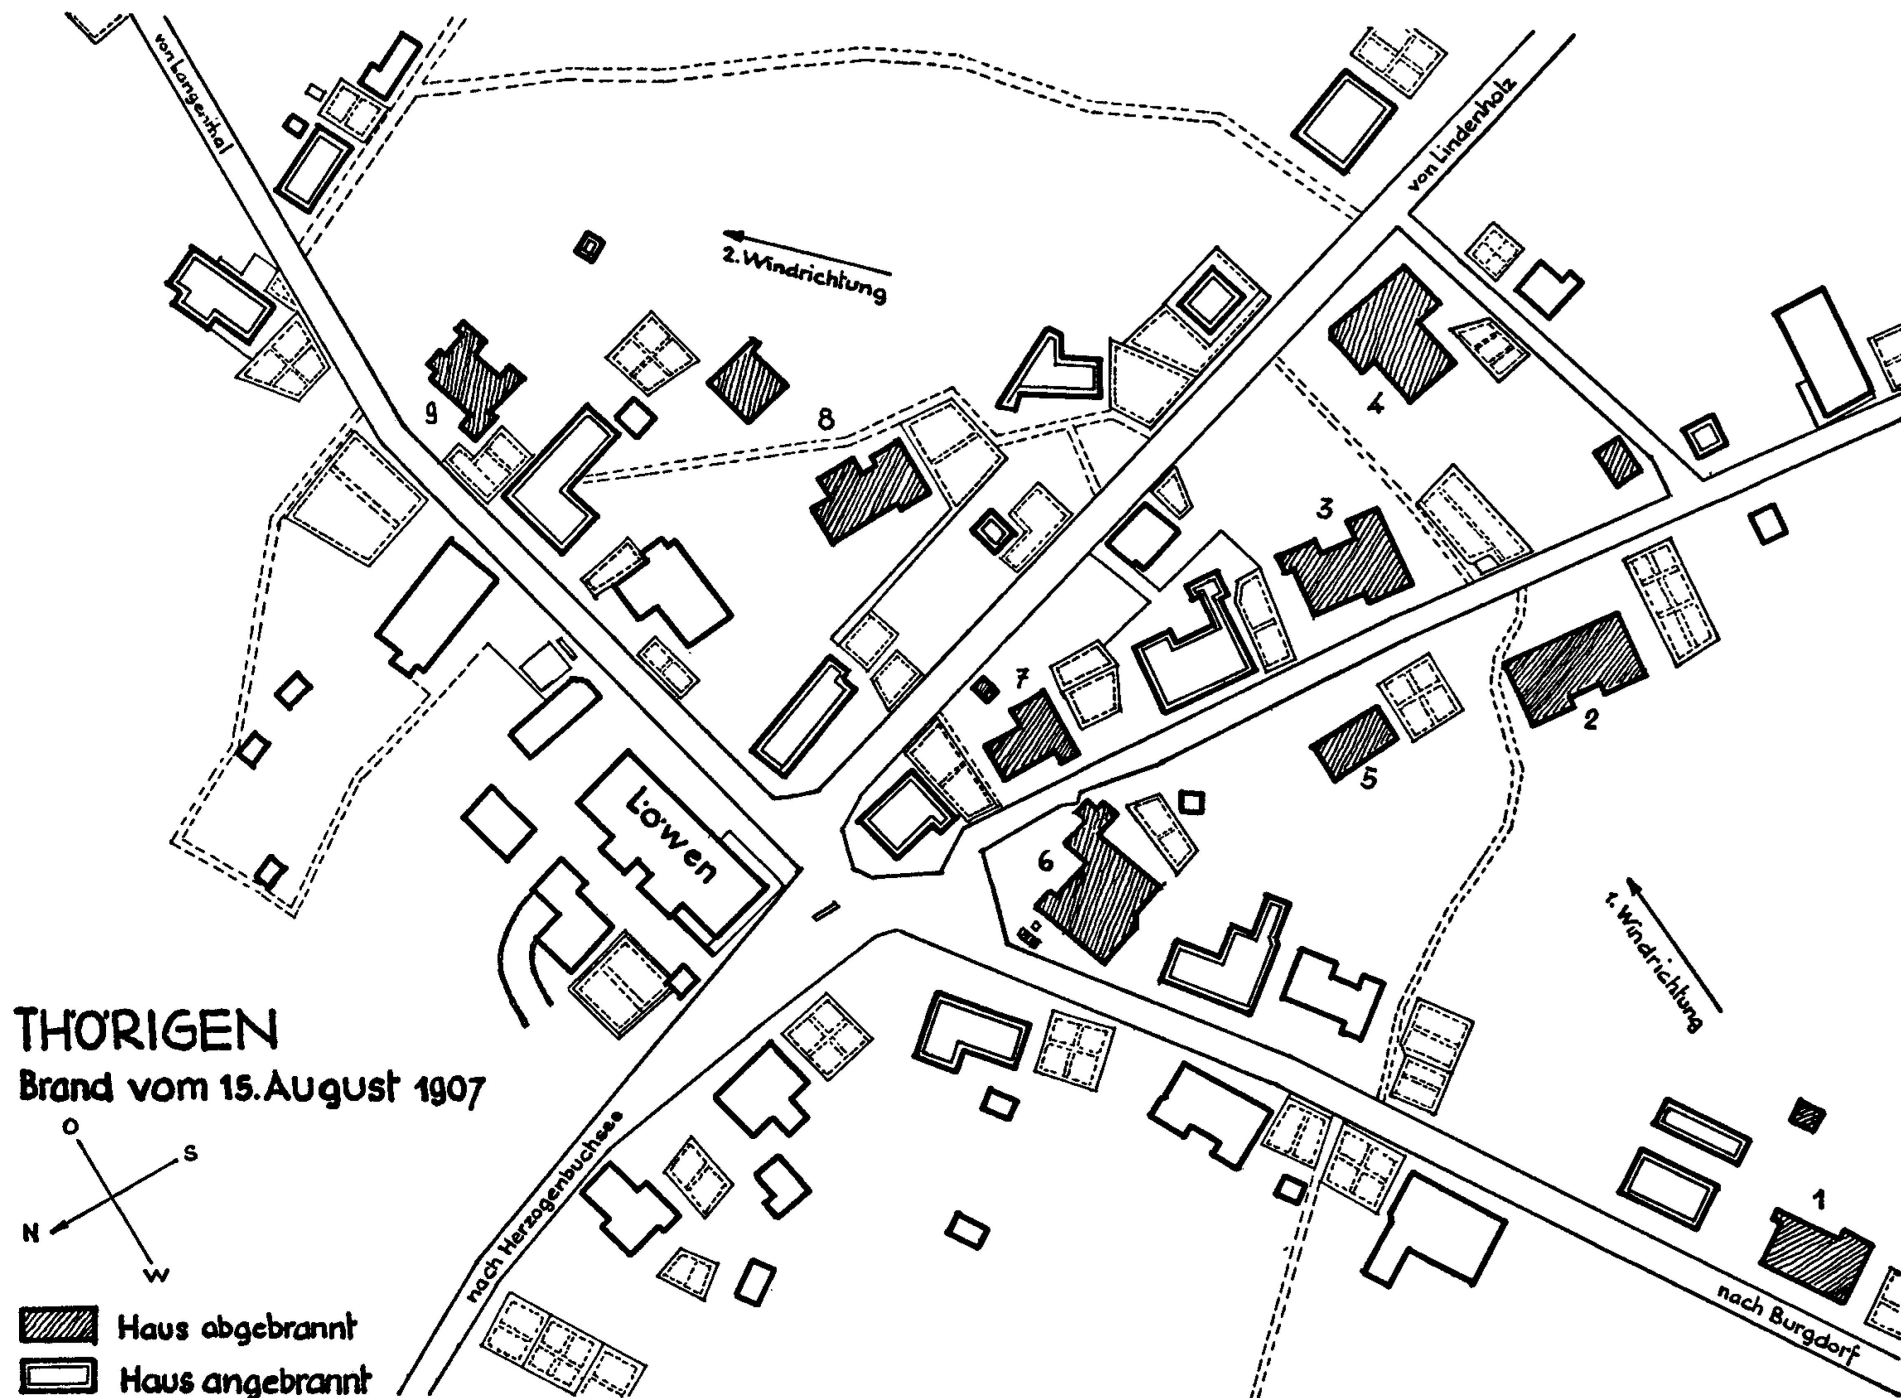 von Langenthal
von Lindenholz
2. Windrichtung
9
8
4
3
7
2
5
Löwen
6
1. Windrichtung
THÖRIGEN
Brand vom 15. August 1907
O
S
N
W
nach Herzogenbuchsee
1
nach Burgdorf
Haus abgebrannt
Haus angebrannt